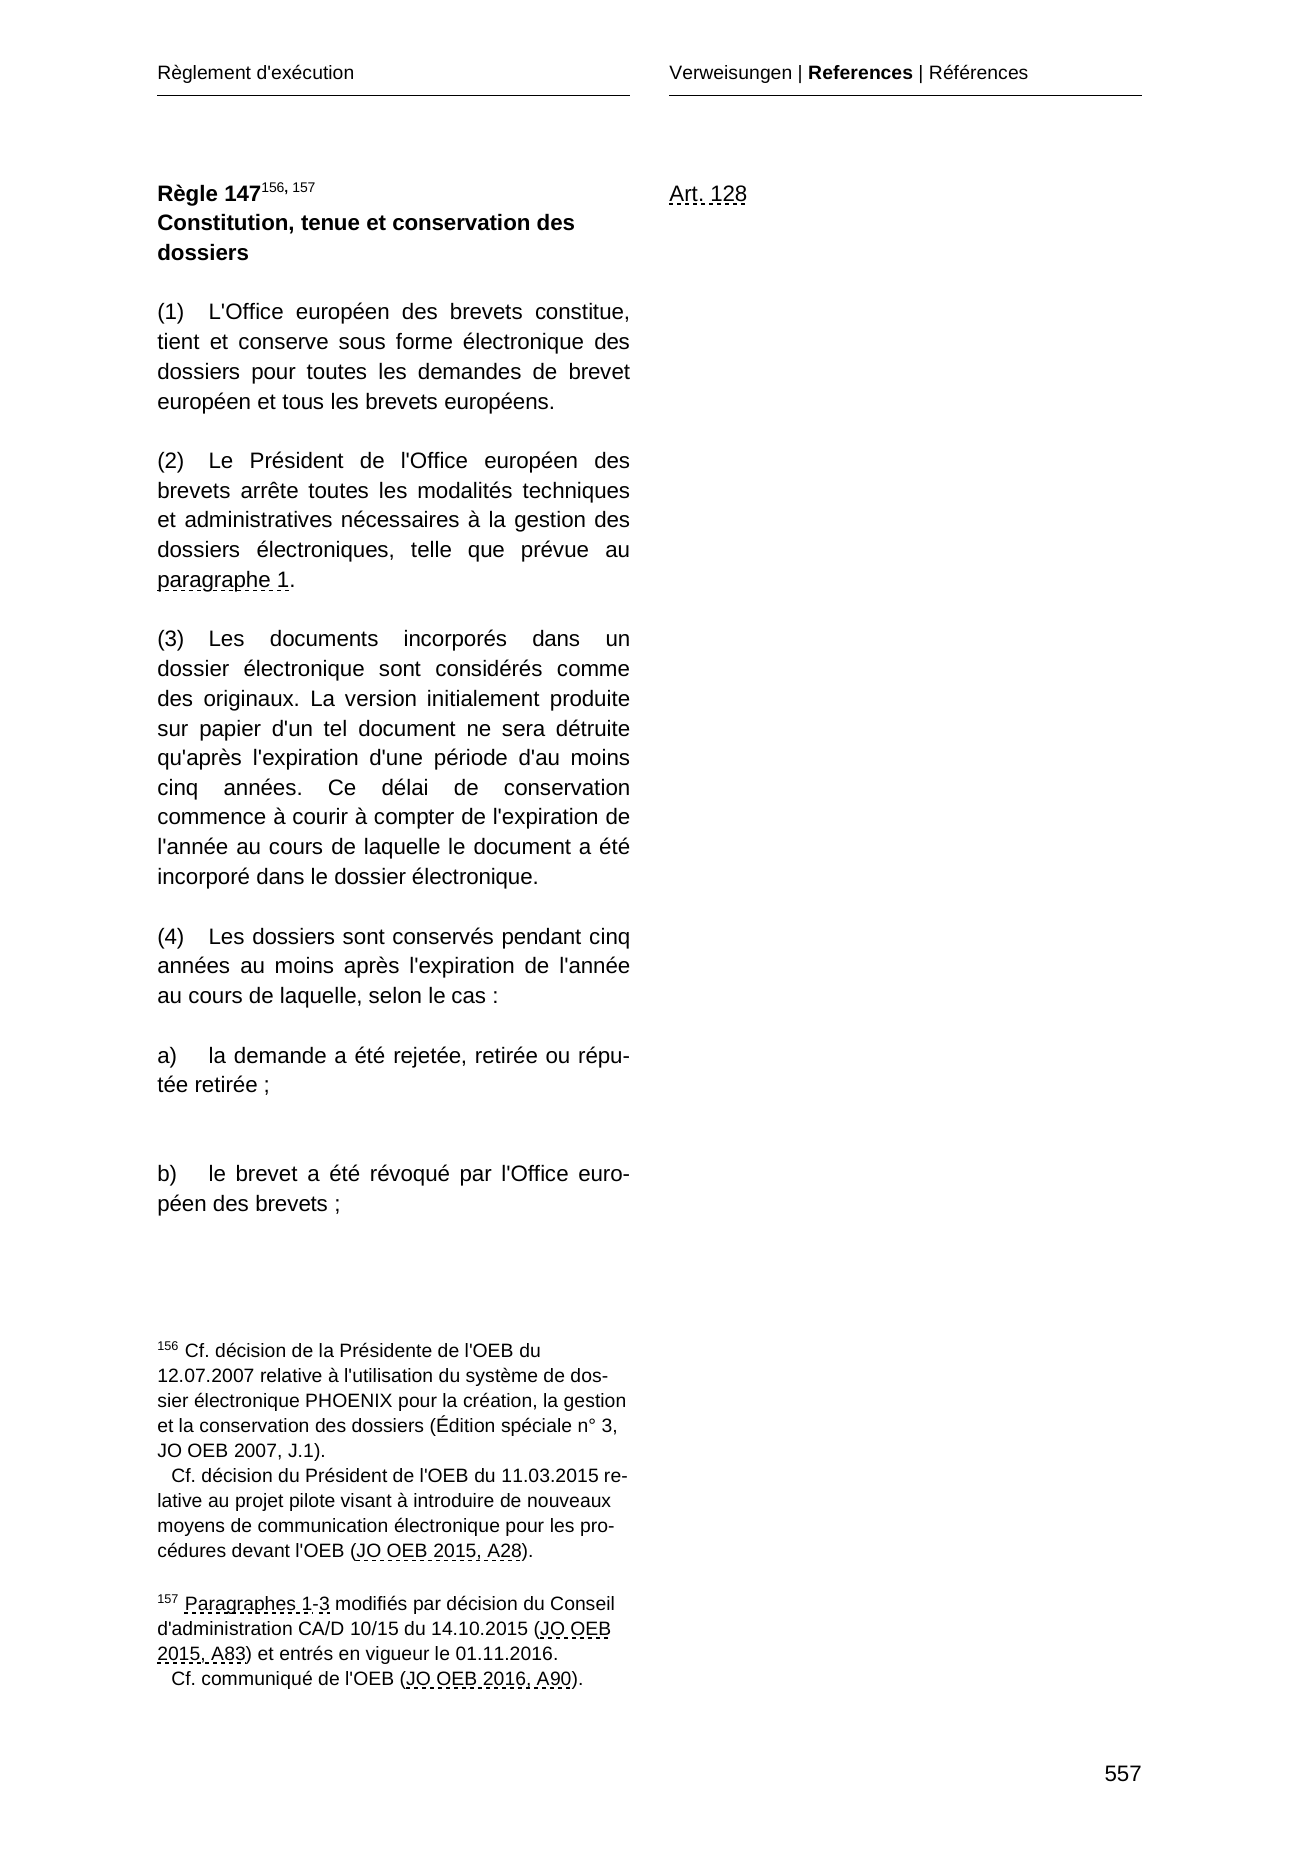 Règlement d'exécution
Verweisungen | References | Références
Règle 147156, 157
Art. 128
Constitution, tenue et conservation des
dossiers
(1) L'Office européen des brevets constitue,
tient et conserve sous forme électronique des
dossiers pour toutes les demandes de brevet
européen et tous les brevets européens.
(2) Le Président de l'Office européen des
brevets arrête toutes les modalités techniques
et administratives nécessaires à la gestion des
dossiers électroniques, telle que prévue au
paragraphe 1.
(3) Les documents incorporés dans un
dossier électronique sont considérés comme
des originaux. La version initialement produite
sur papier d'un tel document ne sera détruite
qu'après l'expiration d'une période d'au moins
cinq années. Ce délai de conservation
commence à courir à compter de l'expiration de
l'année au cours de laquelle le document a été
incorporé dans le dossier électronique.
(4) Les dossiers sont conservés pendant cinq
années au moins après l'expiration de l'année
au cours de laquelle, selon le cas :
a) la demande a été rejetée, retirée ou répu-
tée retirée ;
b) le brevet a été révoqué par l'Office euro-
péen des brevets ;
156 Cf. décision de la Présidente de l'OEB du
12.07.2007 relative à l'utilisation du système de dos-
sier électronique PHOENIX pour la création, la gestion
et la conservation des dossiers (Édition spéciale n° 3,
JO OEB 2007, J.1).
Cf. décision du Président de l'OEB du 11.03.2015 re-
lative au projet pilote visant à introduire de nouveaux
moyens de communication électronique pour les pro-
cédures devant l'OEB (JO OEB 2015, A28).
157 Paragraphes 1-3 modifiés par décision du Conseil
d'administration CA/D 10/15 du 14.10.2015 (JO OEB
2015, A83) et entrés en vigueur le 01.11.2016.
Cf. communiqué de l'OEB (JO OEB 2016, A90).
557